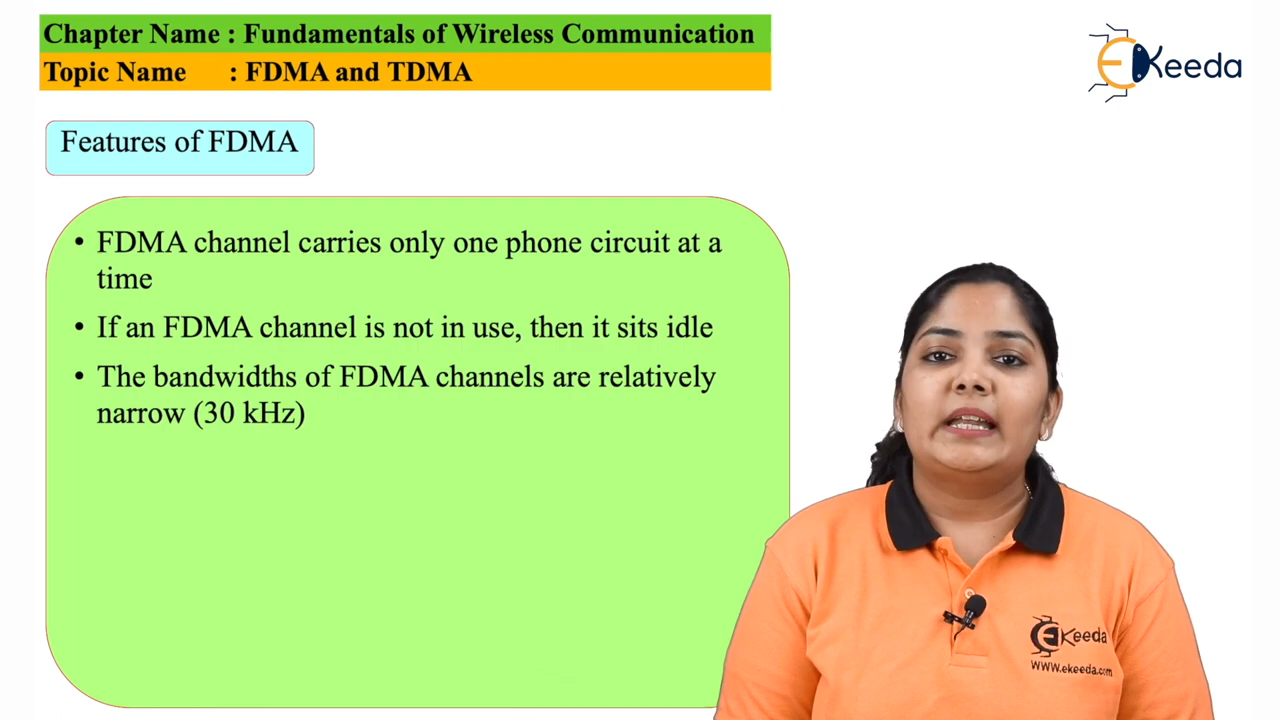 Chapter Name : Fundamentals of Wireless Communication
Topic Name : FDMA and TDMA
EKeeda
Features of FDMA
• FDMA channel carries only one phone circuit at a
time
• If an FDMA channel is not in use, then it sits idle
• The bandwidths of FDMA channels are relatively
narrow (30 kHz)
EKeeda
www.ekeeda.com